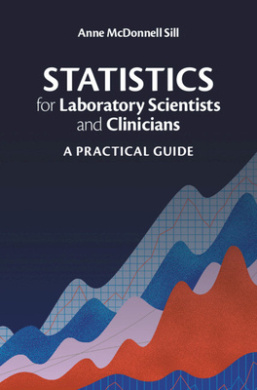 Anne McDonnell Sill
STATISTICS
for Laboratory Scientists
and Clinicians
A PRACTICAL GUIDE